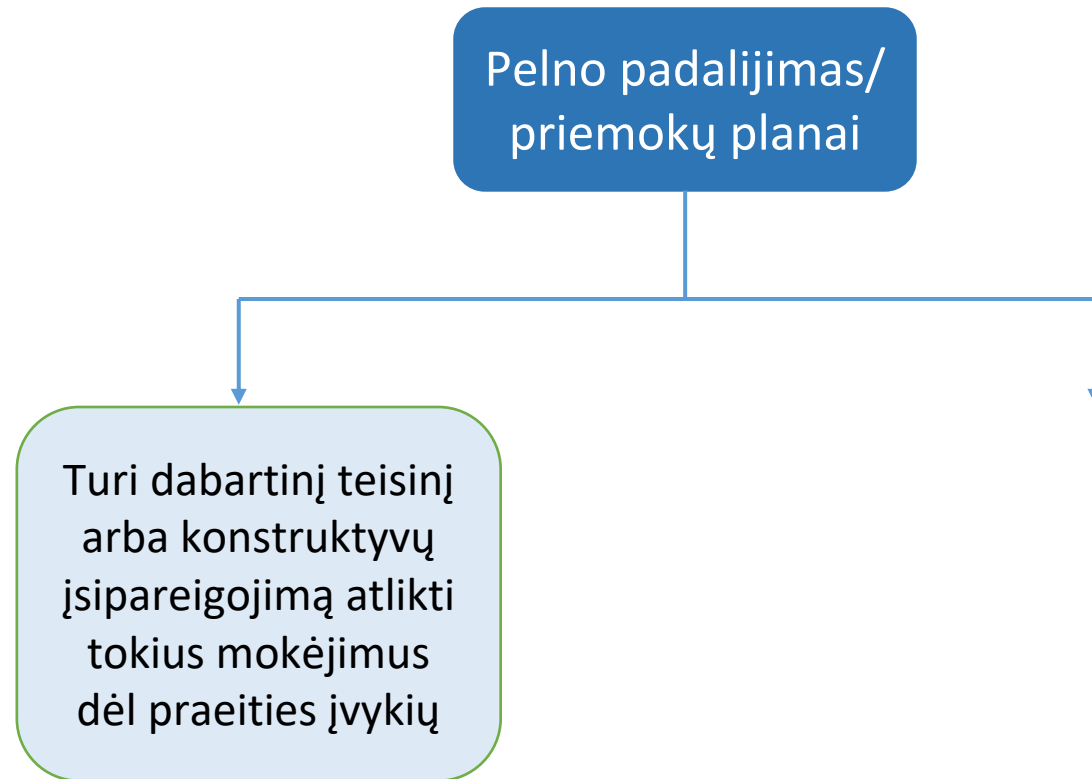 Pelno padalijimas/
priemokų planai
Turi dabartinį teisinį
arba konstruktyvų
įsipareigojimą atlikti
tokius mokėjimus
dėl praeities įvykių